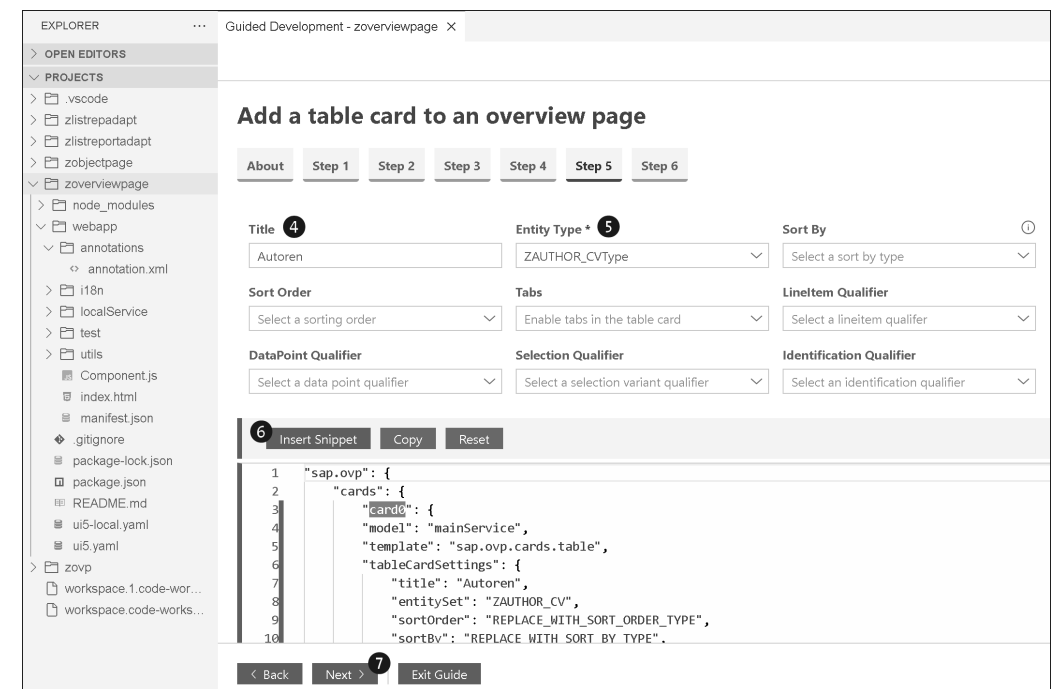 EXPLORER
OPEN EDITORS
PROJECTS
.vscode
zlistrepadapt
zlistreportadapt
zobjectpage
zoverviewpage
node_modules
webapp
annotations
annotation.xml
i18n
localService
test
utils
Component.js
index.html
manifest.json
.gitignore
package-lock.json
package.json
README.md
ui5-local.yaml
ui5.yaml
zovp
workspace.1.code-wor...
workspace.code-works...
Guided Development - zoverviewpage
Add a table card to an overview page
About Step 1 Step 2 Step 3 Step 4 Step 5 Step 6
Title 4 Entity Type * 5 Sort By
Autoren ZAUTHOR_CVType Select a sort by type
Sort Order Tabs LineItem Qualifier
Select a sorting order Enable tabs in the table card Select a lineitem qualifer
DataPoint Qualifier Selection Qualifier Identification Qualifier
Select a data point qualifier Select a selection variant qualifier Select an identification qualifier
6 Insert Snippet Copy Reset
1 "sap.ovp": {
2 "cards": {
3 "card0": {
4 "model": "mainService",
5 "template": "sap.ovp.cards.table",
6 "tableCardSettings": {
7 "title": "Autoren",
8 "entitySet": "ZAUTHOR_CV",
9 "sortOrder": "REPLACE_WITH_SORT_ORDER_TYPE",
10 "sortBy": "REPLACE_WITH_SORT_BY_TYPE",
< Back Next > 7 Exit Guide